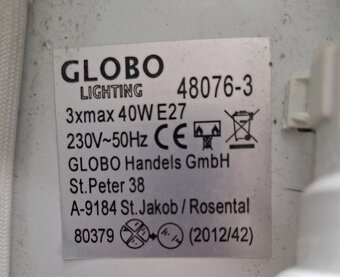 GLOBO
LIGHTING 48076-3
3xmax 40W E27
230V~50Hz CE
GLOBO Handels GmbH
St.Peter 38
A-9184 St.Jakob / Rosental
80379 (2012/42)